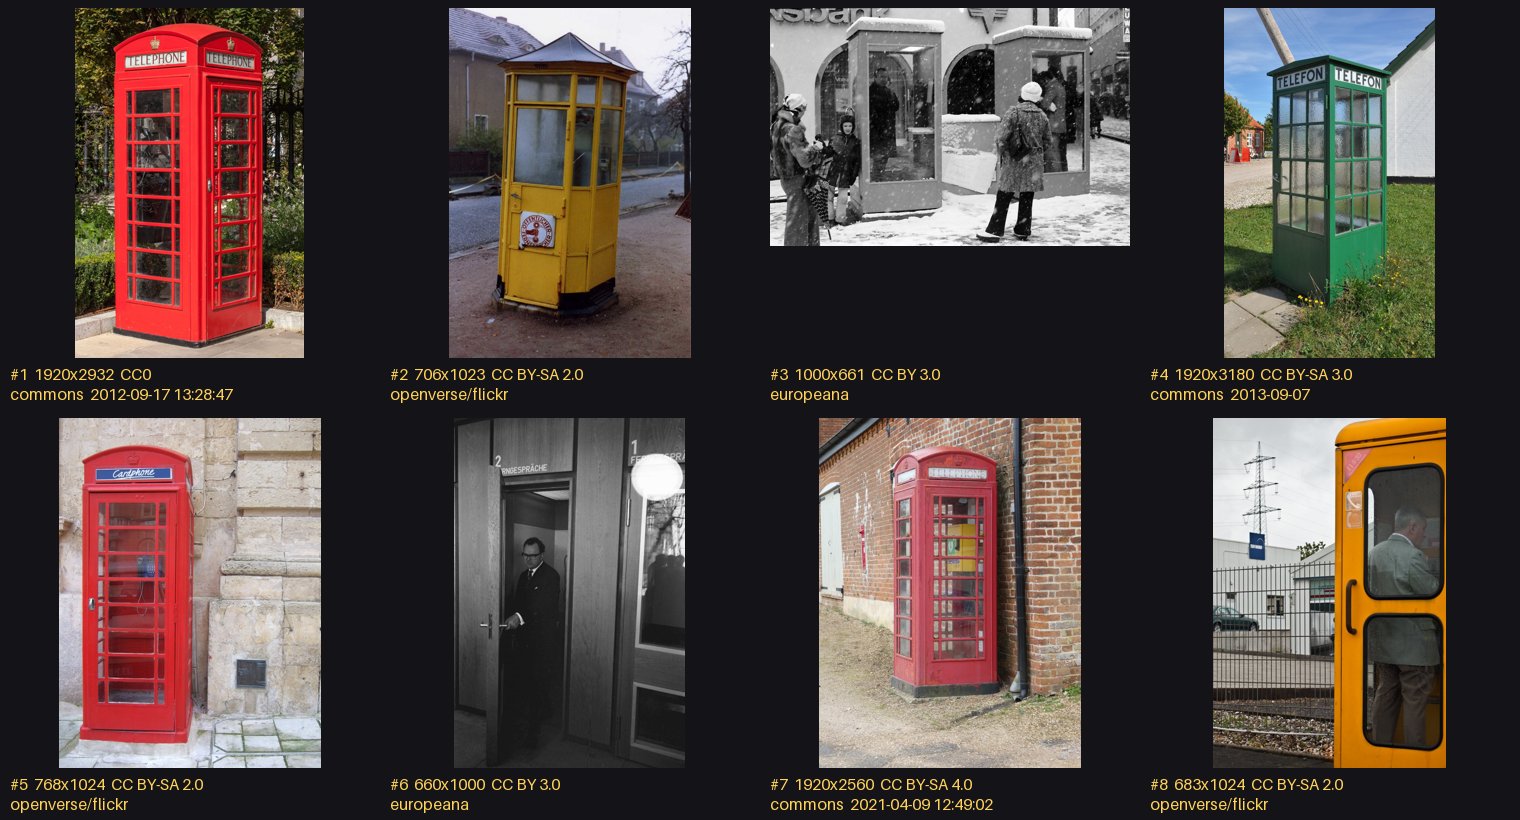 TELEPHONE
TELEPHONE
TELEFON
TELEFON
#1 1920x2932 CC0
commons 2012-09-17 13:28:47
#2 706x1023 CC BY-SA 2.0
openverse/flickr
#3 1000x661 CC BY 3.0
europeana
#4 1920x3180 CC BY-SA 3.0
commons 2013-09-07
Cardphone
2
RNGESPRÄCHE
1
TELEPHONE
#5 768x1024 CC BY-SA 2.0
openverse/flickr
#6 660x1000 CC BY 3.0
europeana
#7 1920x2560 CC BY-SA 4.0
commons 2021-04-09 12:49:02
#8 683x1024 CC BY-SA 2.0
openverse/flickr